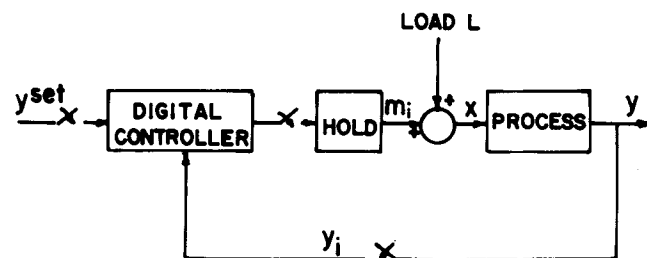 LOAD L
y^set
DIGITAL
CONTROLLER
HOLD
m_i
+
+
x
PROCESS
y
y_i